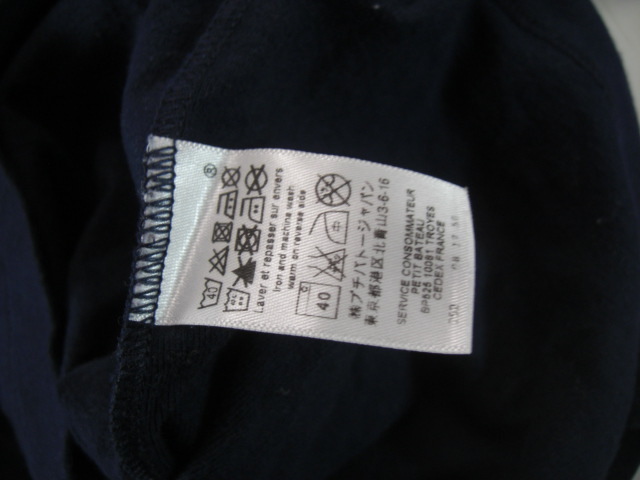 40
Laver et repasser sur envers
Iron and machine wash
warm on reverse side
40
㈱プチバトージャパン
東京都港区北青山3-6-16
SERVICE CONSOMMATEUR
PETIT BATEAU
BP525 10081 TROYES
CEDEX FRANCE